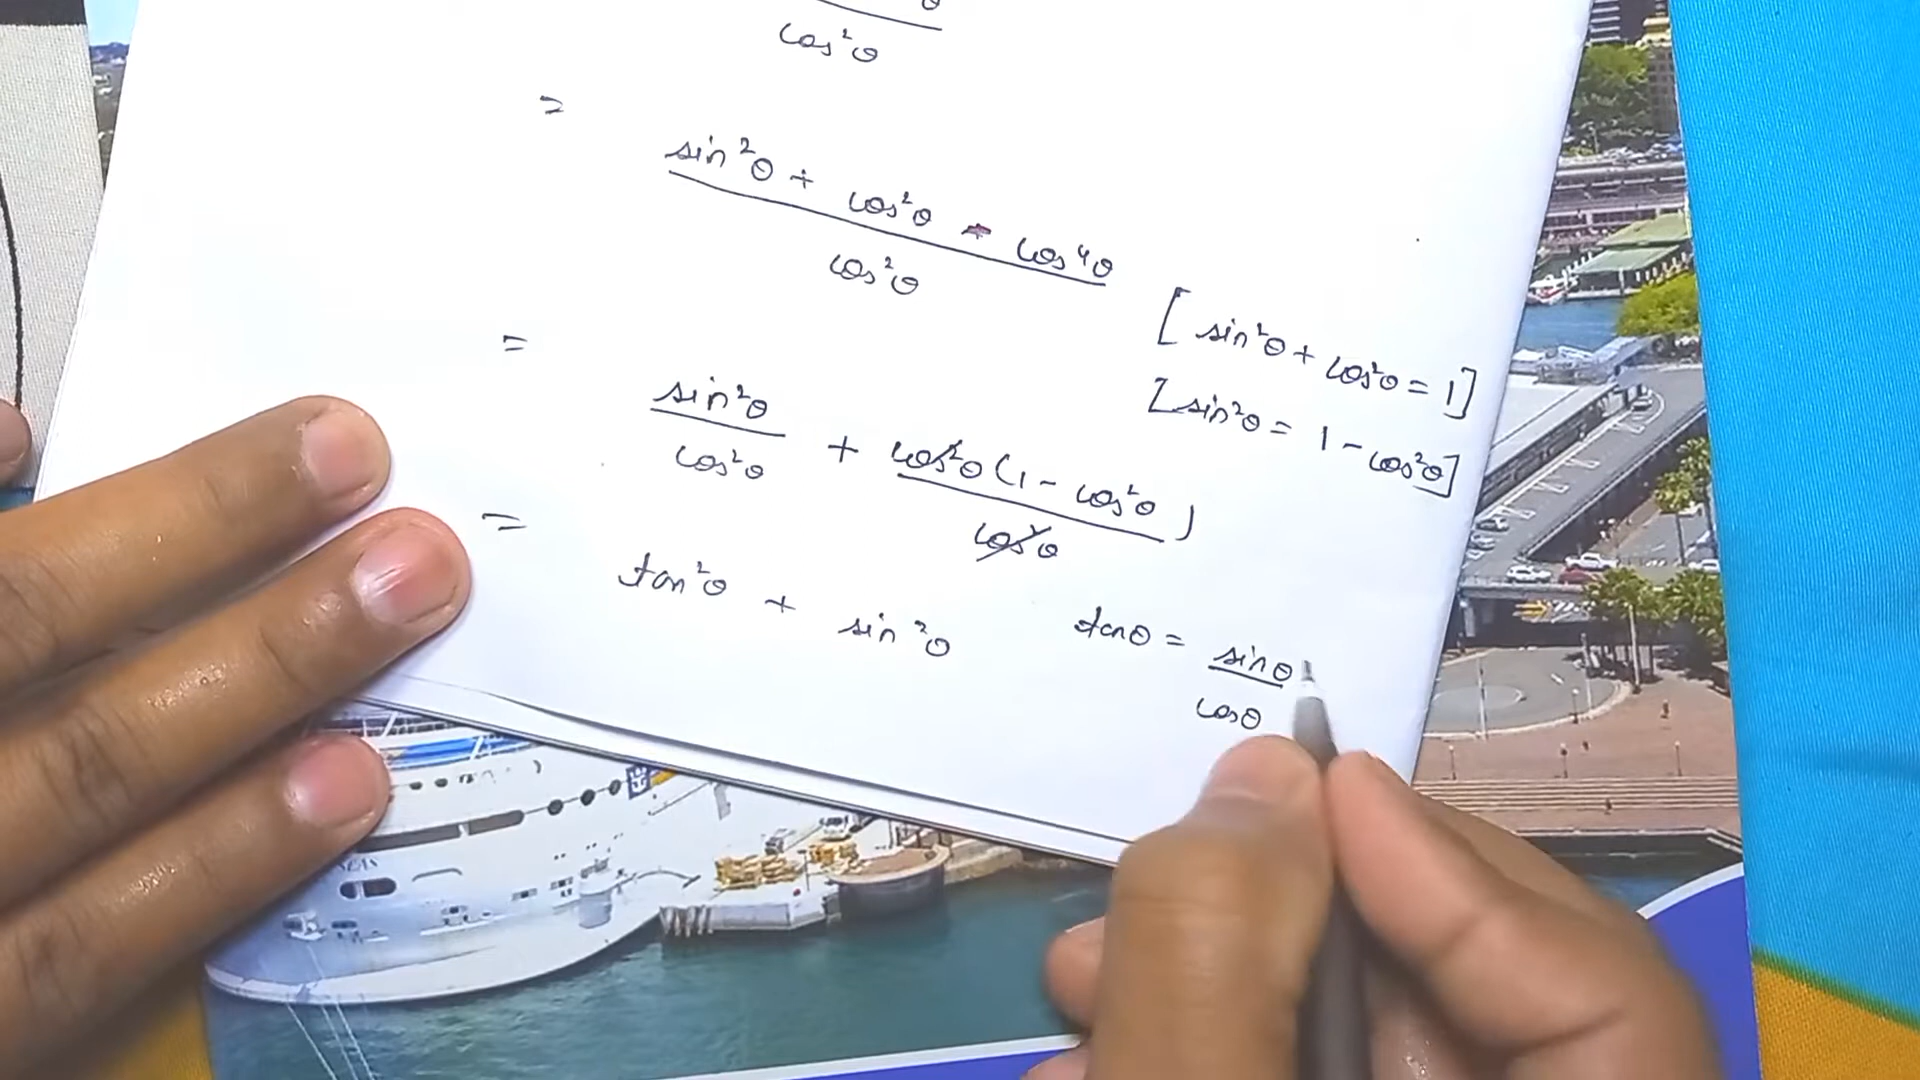 θ
cos²θ
=
sin²θ + cos²θ - cos⁴θ
cos²θ
[sin²θ + cos²θ = 1]
=
[sin²θ = 1 - cos²θ]
sin²θ + cos²θ(1 - cos²θ)
cos²θ cos²θ
=
tan²θ + sin²θ
tanθ = sinθ
cosθ